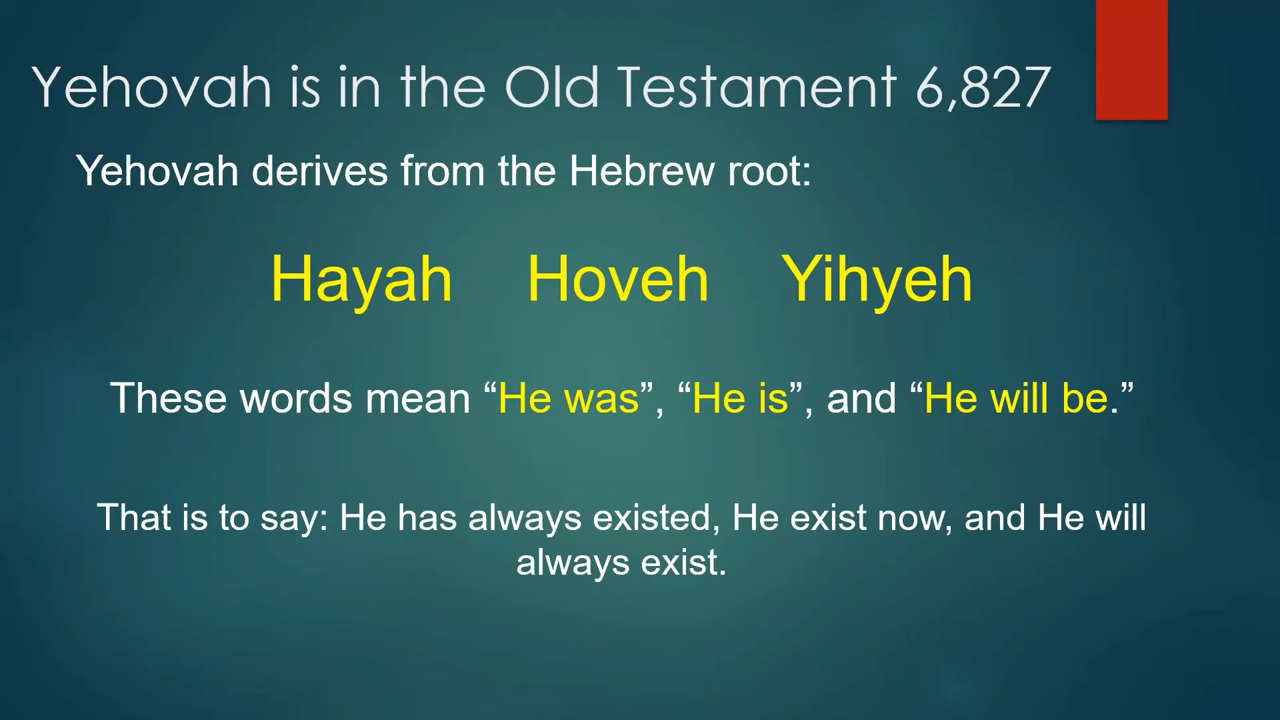 Yehovah is in the Old Testament 6,827
Yehovah derives from the Hebrew root:
Hayah Hoveh Yihyeh
These words mean “He was”, “He is”, and “He will be.”
That is to say: He has always existed, He exist now, and He will
always exist.